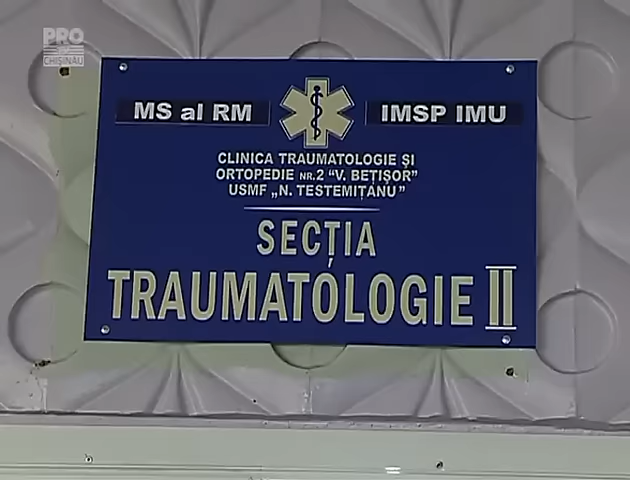 PRO
CHIȘINĂU
MS al RM
IMSP IMU
CLINICA TRAUMATOLOGIE ȘI
ORTOPEDIE NR.2 "V. BEȚIȘOR"
USMF „N. TESTEMIȚANU"
SECȚIA
TRAUMATOLOGIE II